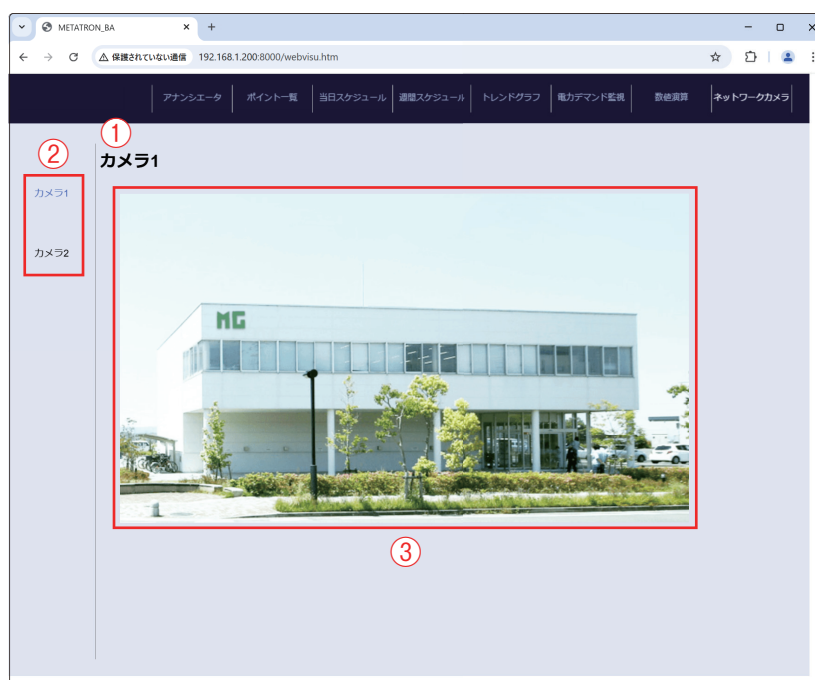 METATRON_BA
保護されていない通信 192.168.1.200:8000/webvisu.htm
アナンシエータ ポイント一覧 当日スケジュール 週間スケジュール トレンドグラフ 電力デマンド監視 数値演算 ネットワークカメラ
①
②
カメラ1
カメラ1
カメラ2
MG
③